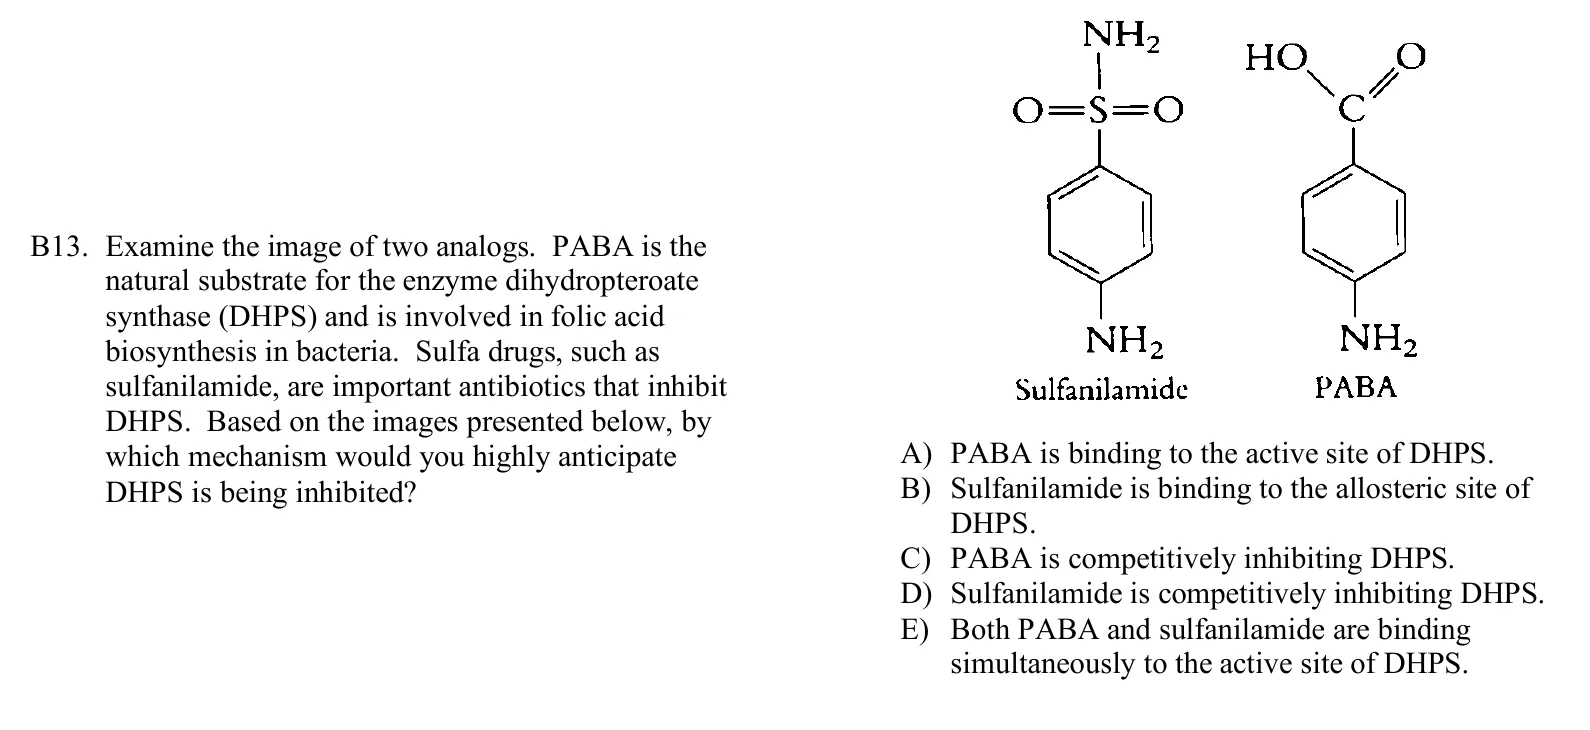 B13. Examine the image of two analogs. PABA is the
natural substrate for the enzyme dihydropteroate
synthase (DHPS) and is involved in folic acid
biosynthesis in bacteria. Sulfa drugs, such as
sulfanilamide, are important antibiotics that inhibit
DHPS. Based on the images presented below, by
which mechanism would you highly anticipate
DHPS is being inhibited?
NH₂
O=S=O
NH₂
Sulfanilamide
HO O
C
NH₂
PABA
A) PABA is binding to the active site of DHPS.
B) Sulfanilamide is binding to the allosteric site of
DHPS.
C) PABA is competitively inhibiting DHPS.
D) Sulfanilamide is competitively inhibiting DHPS.
E) Both PABA and sulfanilamide are binding
simultaneously to the active site of DHPS.